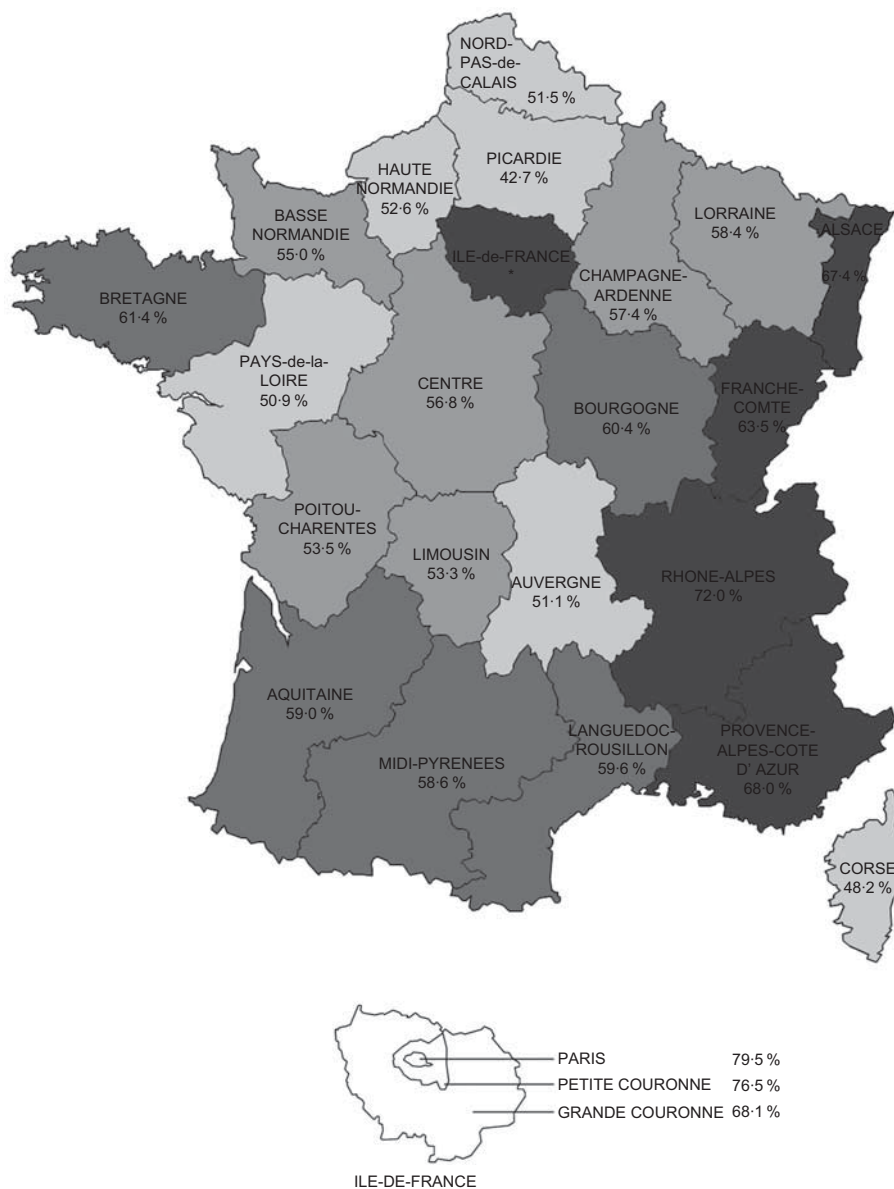 NORD-
PAS-de-
CALAIS
51·5 %
PICARDIE
42·7 %
HAUTE
NORMANDIE
52·6 %
BASSE
NORMANDIE
55·0 %
ILE-de-FRANCE
*
CHAMPAGNE-
ARDENNE
57·4 %
LORRAINE
58·4 %
ALSACE
67·4 %
BRETAGNE
61·4 %
PAYS-de-la-
LOIRE
50·9 %
CENTRE
56·8 %
BOURGOGNE
60·4 %
FRANCHE-
COMTE
63·5 %
POITOU-
CHARENTES
53·5 %
LIMOUSIN
53·3 %
AUVERGNE
51·1 %
RHONE-ALPES
72·0 %
AQUITAINE
59·0 %
MIDI-PYRENEES
58·6 %
LANGUEDOC-
ROUSILLON
59·6 %
PROVENCE-
ALPES-COTE
D' AZUR
68·0 %
CORSE
48·2 %
PARIS 79·5 %
PETITE COURONNE 76·5 %
GRANDE COURONNE 68·1 %
ILE-DE-FRANCE